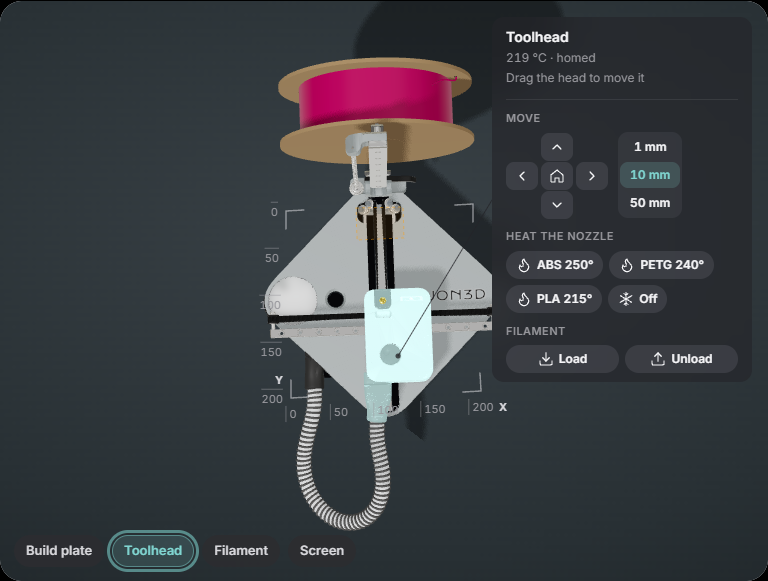 Toolhead
219 °C · homed
Drag the head to move it
MOVE
1 mm
10 mm
50 mm
HEAT THE NOZZLE
ABS 250°
PETG 240°
PLA 215°
Off
FILAMENT
Load
Unload
0
50
100
150
200
Y
0
50
100
150
200
X
Build plate
Toolhead
Filament
Screen